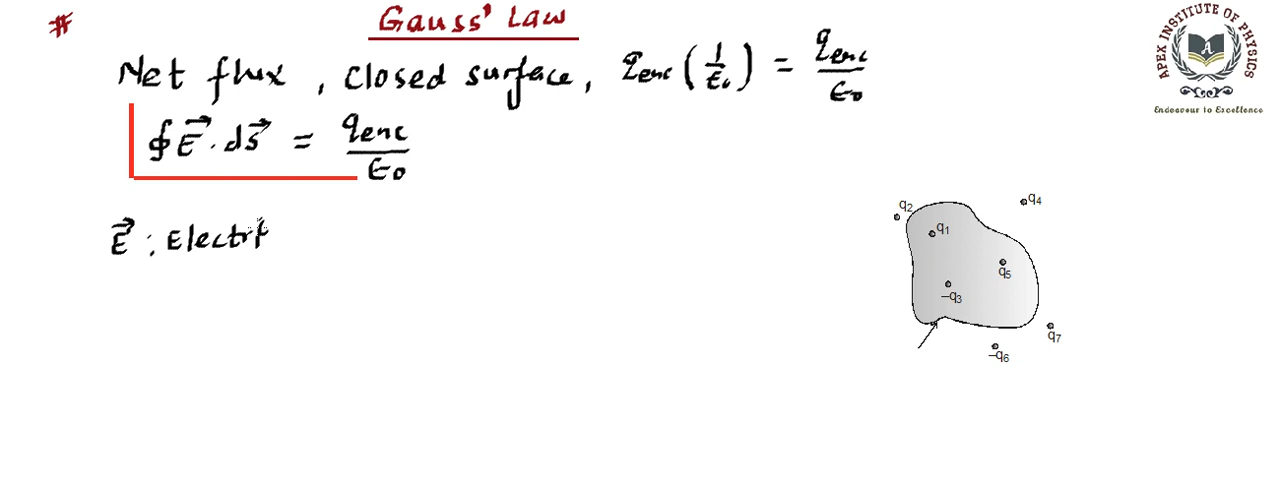 # Gauss' Law
Net flux, closed surface, qenc (1/ε0) = qenc/ε0
∮E⃗.ds⃗ = qenc/ε0
E⃗ : Electri
q2
q4
q1
q5
–q3
q7
–q6
APEX INSTITUTE OF PHYSICS
A
Endeavour to Excellence